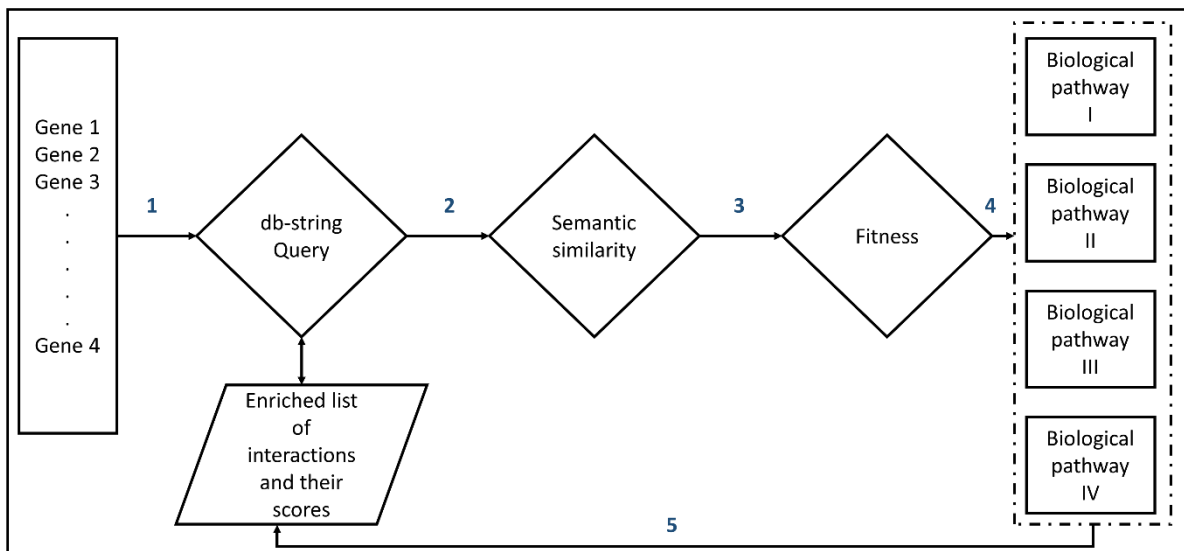 Gene 1
Gene 2
Gene 3
.
.
.
.
.
Gene 4
1
db-string
Query
Enriched list
of
interactions
and their
scores
2
Semantic
similarity
3
Fitness
4
Biological
pathway
I
Biological
pathway
II
Biological
pathway
III
Biological
pathway
IV
5